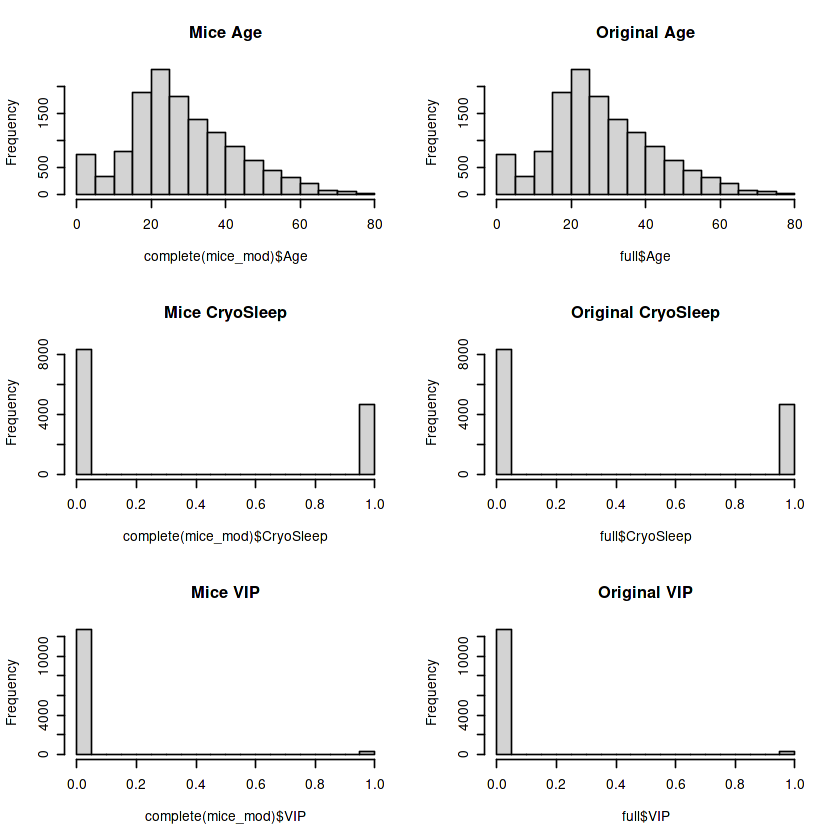 Mice Age
Frequency
0 500 1500
0 20 40 60 80
complete(mice_mod)$Age
Original Age
Frequency
0 500 1500
0 20 40 60 80
full$Age
Mice CryoSleep
Frequency
0 4000 8000
0.0 0.2 0.4 0.6 0.8 1.0
complete(mice_mod)$CryoSleep
Original CryoSleep
Frequency
0 4000 8000
0.0 0.2 0.4 0.6 0.8 1.0
full$CryoSleep
Mice VIP
Frequency
0 4000 10000
0.0 0.2 0.4 0.6 0.8 1.0
complete(mice_mod)$VIP
Original VIP
Frequency
0 4000 10000
0.0 0.2 0.4 0.6 0.8 1.0
full$VIP